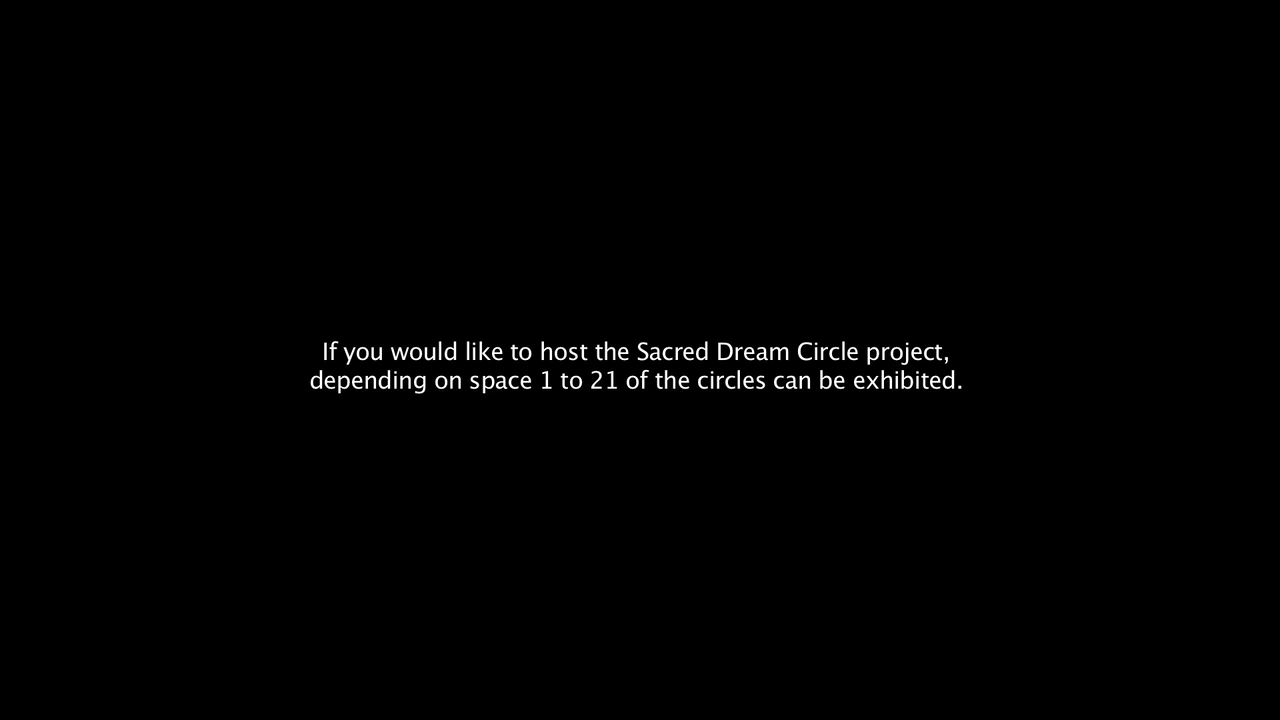 If you would like to host the Sacred Dream Circle project,
depending on space 1 to 21 of the circles can be exhibited.